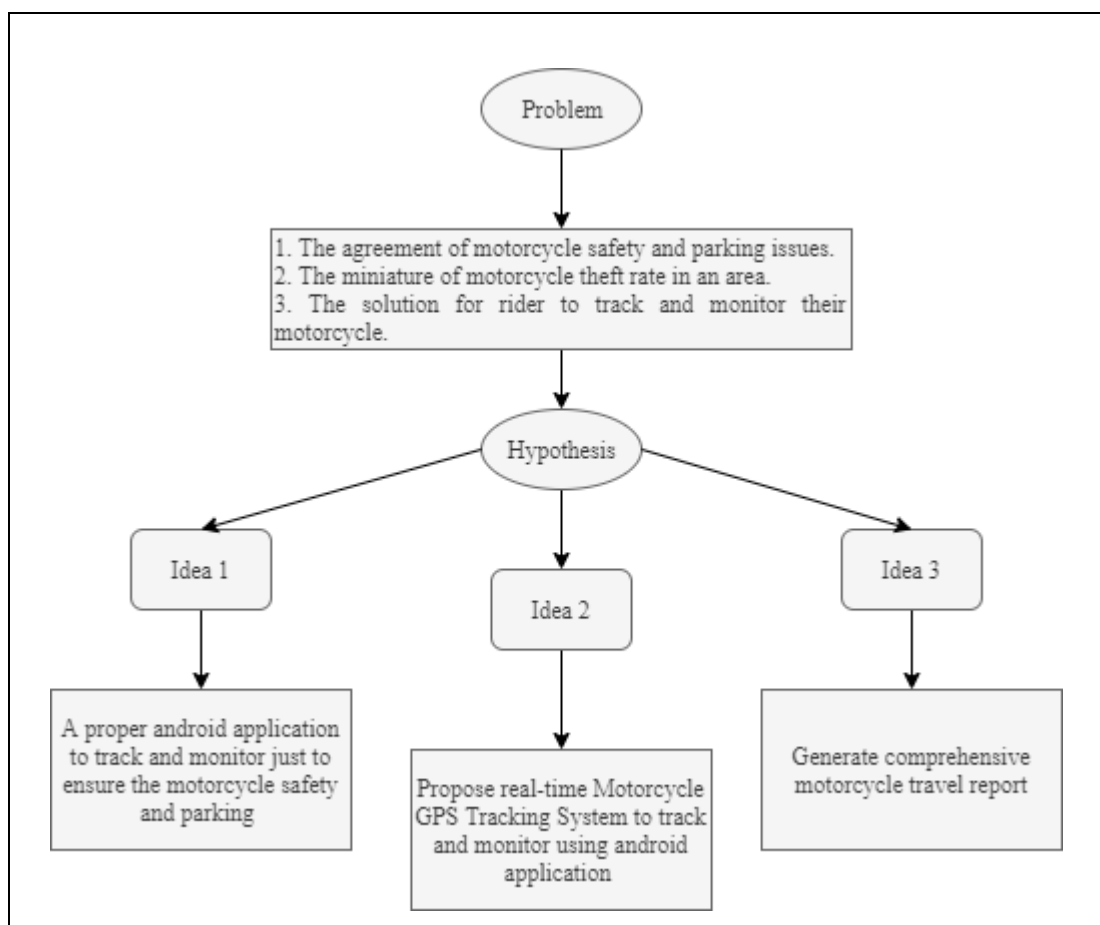 Problem
1. The agreement of motorcycle safety and parking issues.
2. The miniature of motorcycle theft rate in an area.
3. The solution for rider to track and monitor their
motorcycle.
Hypothesis
Idea 1
Idea 2
Idea 3
A proper android application
to track and monitor just to
ensure the motorcycle safety
and parking
Propose real-time Motorcycle
GPS Tracking System to track
and monitor using android
application
Generate comprehensive
motorcycle travel report